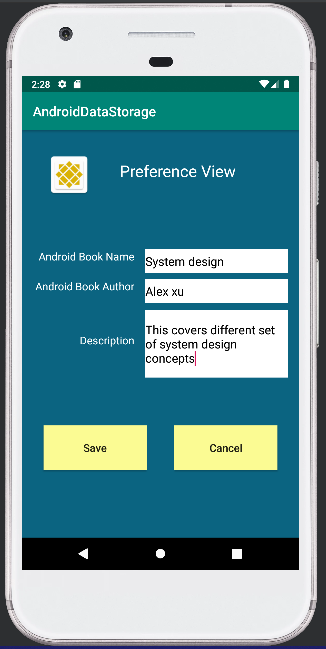 2:28
AndroidDataStorage
Preference View
Android Book Name
System design
Android Book Author
Alex xu
Description
This covers different set
of system design
concepts
Save
Cancel